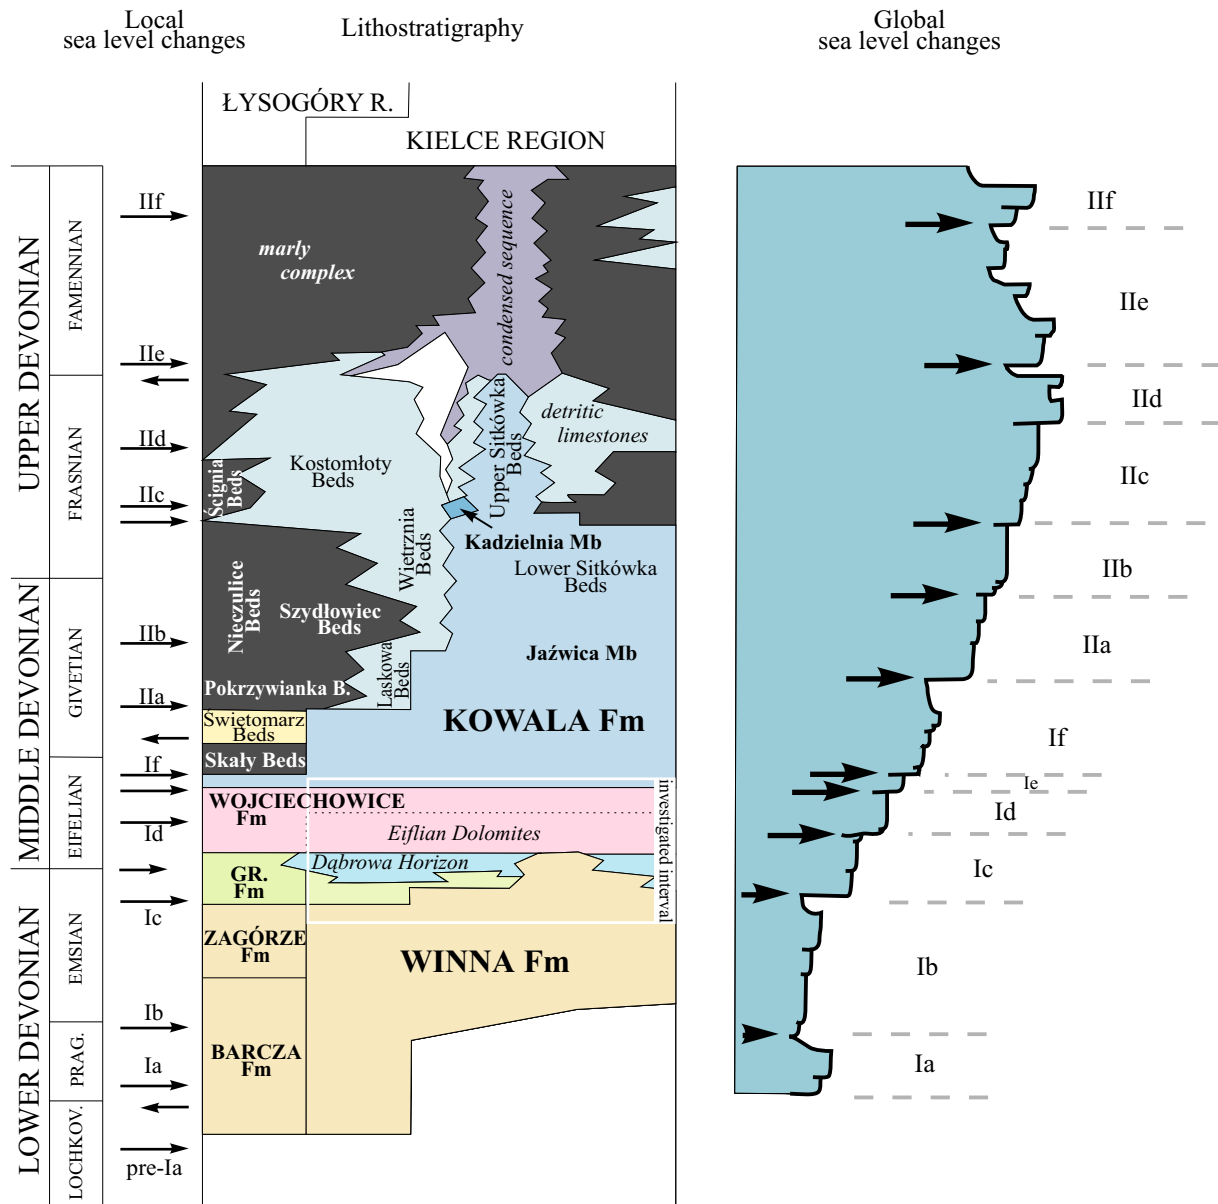 Local
sea level changes
Lithostratigraphy
Global
sea level changes
ŁYSOGÓRY R.
KIELCE REGION
UPPER DEVONIAN
MIDDLE DEVONIAN
LOWER DEVONIAN
FAMENNIAN
FRASNIAN
GIVETIAN
EIFELIAN
EMSIAN
PRAG.
LOCHKOV.
IIf
IIe
IId
IIc
IIb
IIa
If
Id
Ic
Ib
Ia
pre-Ia
marly
complex
condensed sequence
detritic
limestones
Upper Sitkówka
Beds
Kostomłoty
Beds
Ścignia
Beds
Wietrznia
Beds
Kadzielnia Mb
Lower Sitkówka
Beds
Nieczulice
Beds
Szydłowiec
Beds
Jaźwica Mb
Laskowa
Beds
Pokrzywianka B.
Świętomarz
Beds
KOWALA Fm
Skały Beds
WOJCIECHOWICE
Fm
Eiflian Dolomites
investigated interval
Dąbrowa Horizon
GR.
Fm
ZAGÓRZE
Fm
WINNA Fm
BARCZA
Fm
IIf
IIe
IId
IIc
IIb
IIa
If
Ie
Id
Ic
Ib
Ia